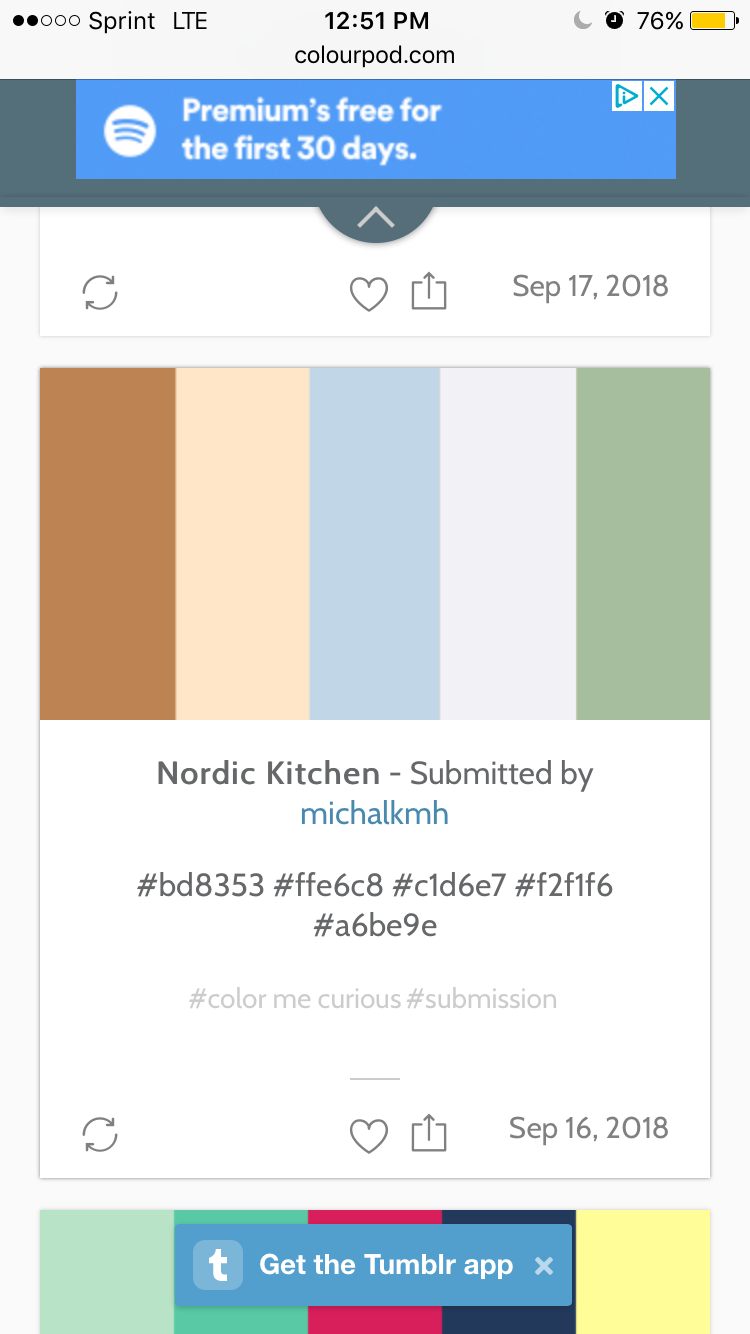 Sprint LTE 12:51 PM 76%
colourpod.com
Premium's free for
the first 30 days.
Sep 17, 2018
Nordic Kitchen - Submitted by
michalkmh
#bd8353 #ffe6c8 #c1d6e7 #f2f1f6
#a6be9e
#color me curious #submission
Sep 16, 2018
t Get the Tumblr app ×